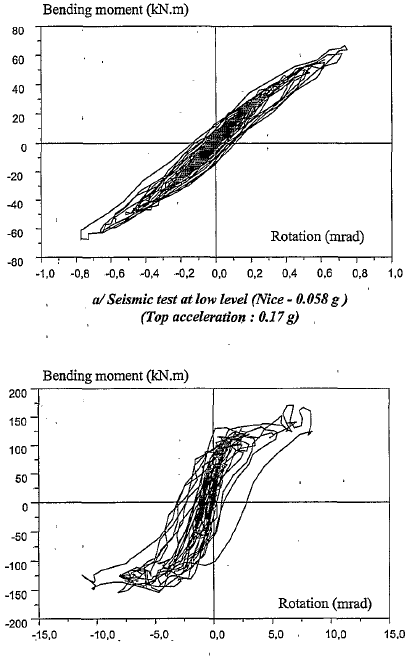 Bending moment (kN.m)
80
60
40
20
0
-20
-40
-60
-80
Rotation (mrad)
-1,0 -0,8 -0,6 -0,4 -0,2 0,0 0,2 0,4 0,6 0,8 1,0
a/ Seismic test at low level (Nice - 0.058 g )
(Top acceleration : 0.17 g)
Bending moment (kN.m)
200
150
100
50
0
-50
-100
-150
-200
Rotation (mrad)
-15,0 -10,0 -5,0 0,0 5,0 10,0 15,0